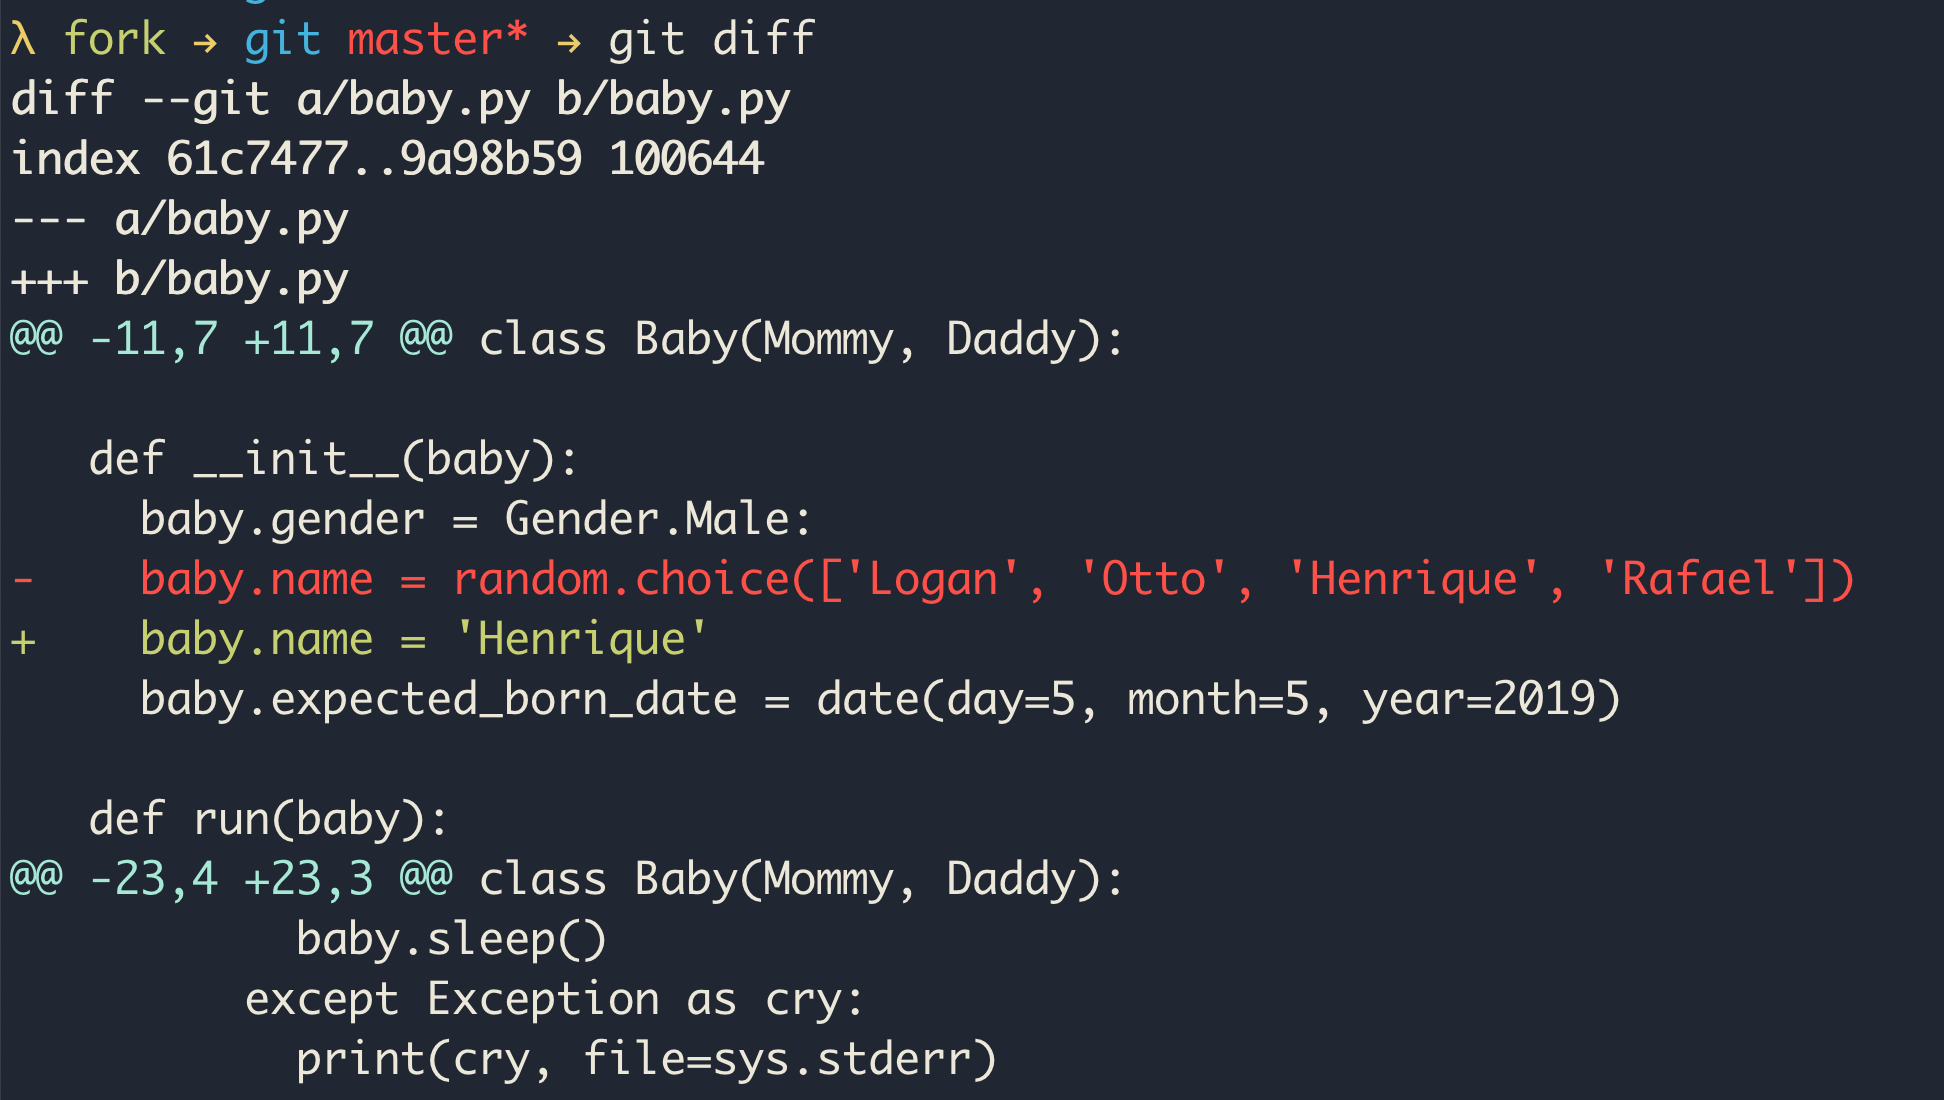 λ fork → git master* → git diff
diff --git a/baby.py b/baby.py
index 61c7477..9a98b59 100644
--- a/baby.py
+++ b/baby.py
@@ -11,7 +11,7 @@ class Baby(Mommy, Daddy):

   def __init__(baby):
     baby.gender = Gender.Male:
-    baby.name = random.choice(['Logan', 'Otto', 'Henrique', 'Rafael'])
+    baby.name = 'Henrique'
     baby.expected_born_date = date(day=5, month=5, year=2019)

   def run(baby):
@@ -23,4 +23,3 @@ class Baby(Mommy, Daddy):
           baby.sleep()
         except Exception as cry:
           print(cry, file=sys.stderr)